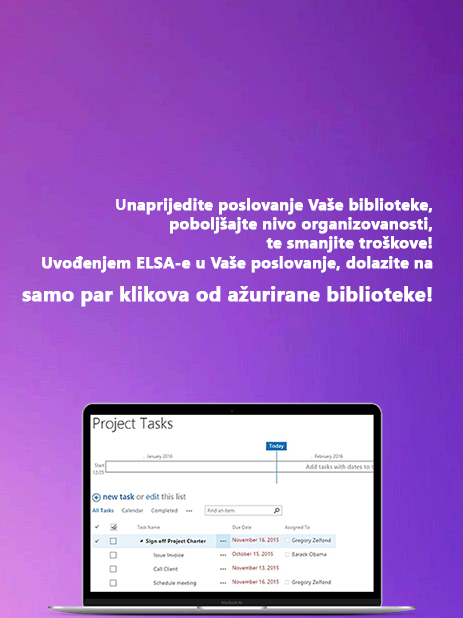 Unaprijedite poslovanje Vaše biblioteke,
poboljšajte nivo organizovanosti,
te smanjite troškove!
Uvođenjem ELSA-e u Vaše poslovanje, dolazite na
samo par klikova od ažurirane biblioteke!
Project Tasks
Today
January 2016 February 2016
Start Add tasks with dates to t
12/25
new task or edit this list
All Tasks Calendar Completed ••• Find an item
Task Name Due Date Assigned To
Sign-off Project Charter ••• November 16, 2015 Gregory Zelfond
Issue Invoice ••• October 15, 2015 Barack Obama
Call Client ••• November 13, 2015
Schedule meeting ••• November 16, 2015 Gregory Zelfond